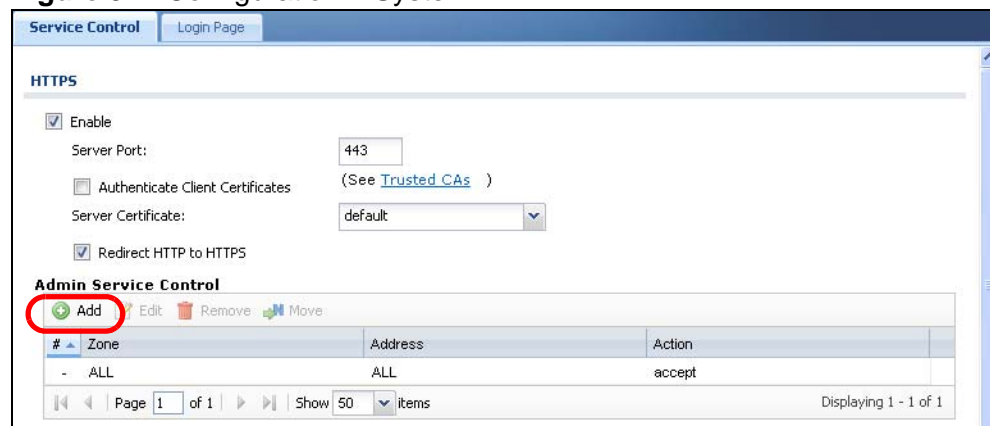 Service Control Login Page
HTTPS
Enable
Server Port: 443
Authenticate Client Certificates (See Trusted CAs )
Server Certificate: default
Redirect HTTP to HTTPS
Admin Service Control
Add Edit Remove Move
# Zone Address Action
- ALL ALL accept
Page 1 of 1 Show 50 items Displaying 1 - 1 of 1